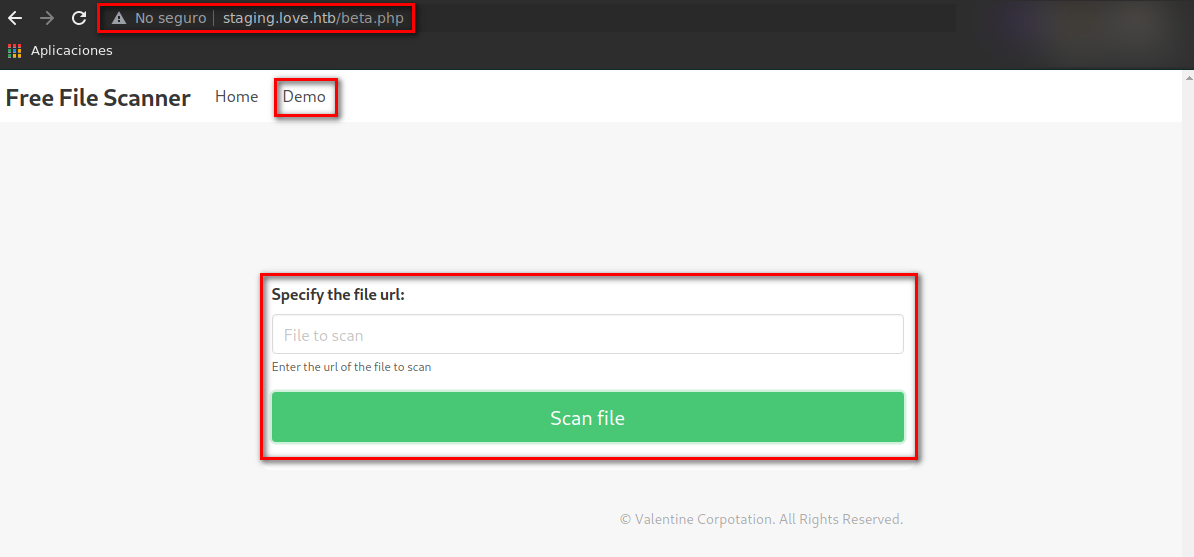 No seguro | staging.love.htb/beta.php
Aplicaciones
Free File Scanner Home Demo
Specify the file url:
File to scan
Enter the url of the file to scan
Scan file
© Valentine Corpotation. All Rights Reserved.